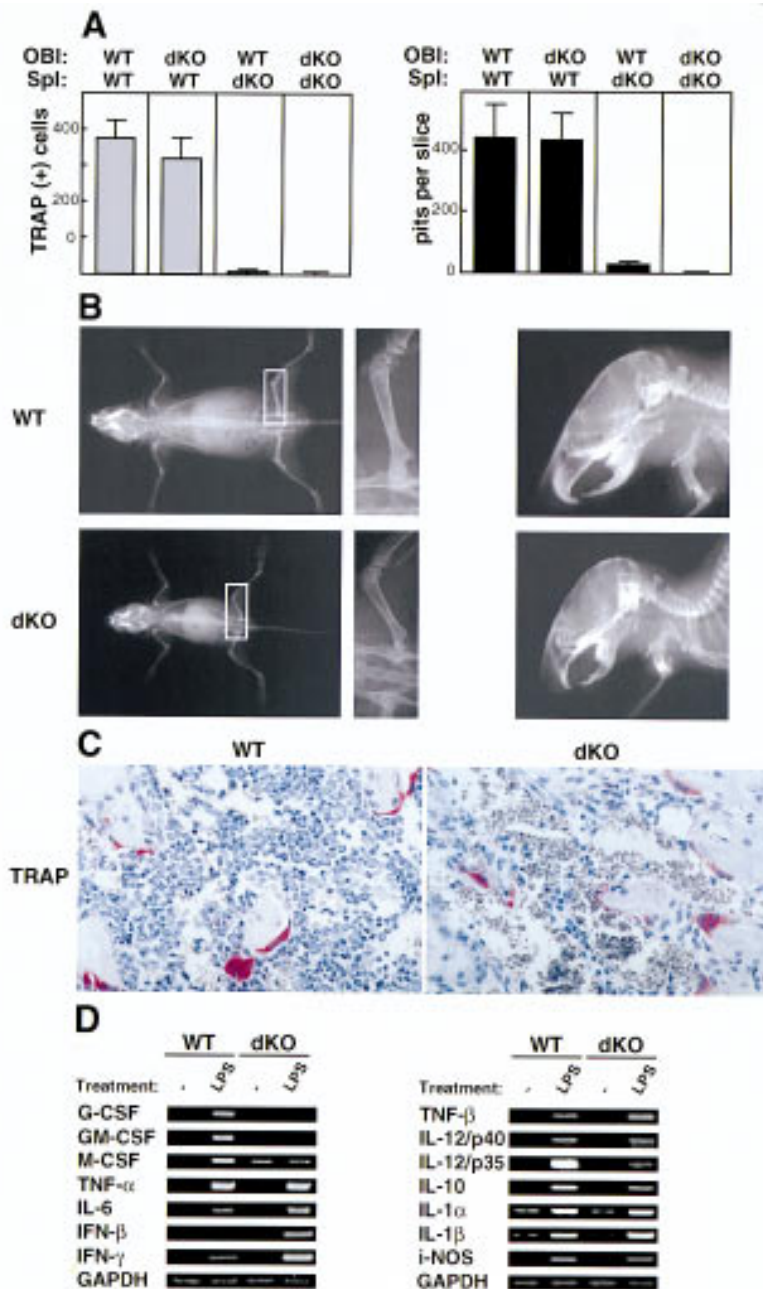 A
OBl: WT dKO WT dKO
Spl: WT WT dKO dKO
TRAP (+) cells
400
200
0
OBl: WT dKO WT dKO
Spl: WT WT dKO dKO
pits per slice
400
200
0
B
WT
dKO
C
WT dKO
TRAP
D
WT dKO
Treatment: - LPS - LPS
G-CSF
GM-CSF
M-CSF
TNF-α
IL-6
IFN-β
IFN-γ
GAPDH
WT dKO
Treatment: - LPS - LPS
TNF-β
IL-12/p40
IL-12/p35
IL-10
IL-1α
IL-1β
i-NOS
GAPDH